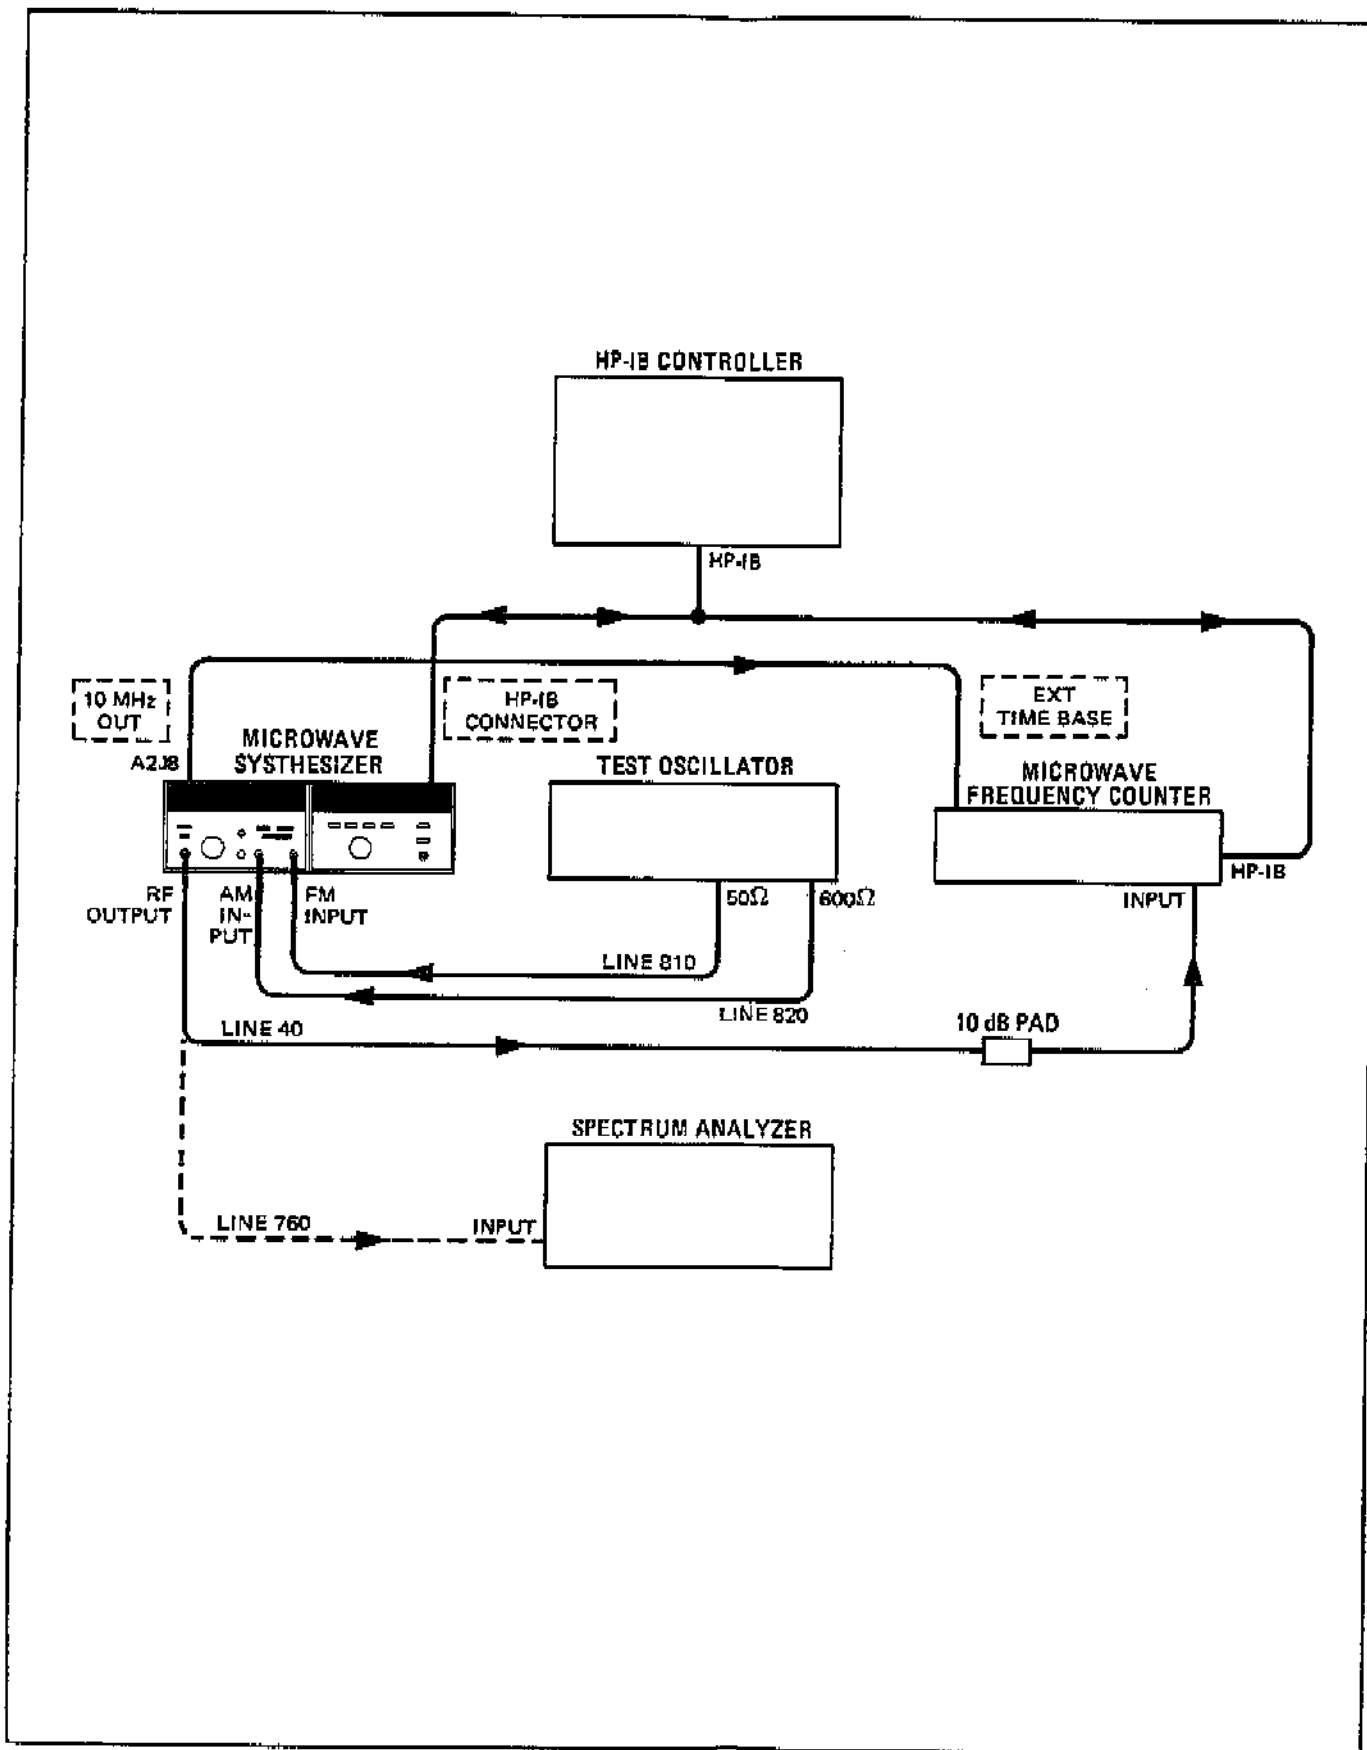 HP-IB CONTROLLER
HP-IB
10 MHz
OUT
HP-IB
CONNECTOR
EXT
TIME BASE
A2J8
MICROWAVE
SYSTHESIZER
TEST OSCILLATOR
MICROWAVE
FREQUENCY COUNTER
RF
OUTPUT
AM
IN-
PUT
FM
INPUT
50Ω
600Ω
INPUT
HP-IB
LINE 810
LINE 820
LINE 40
10 dB PAD
SPECTRUM ANALYZER
LINE 760
INPUT